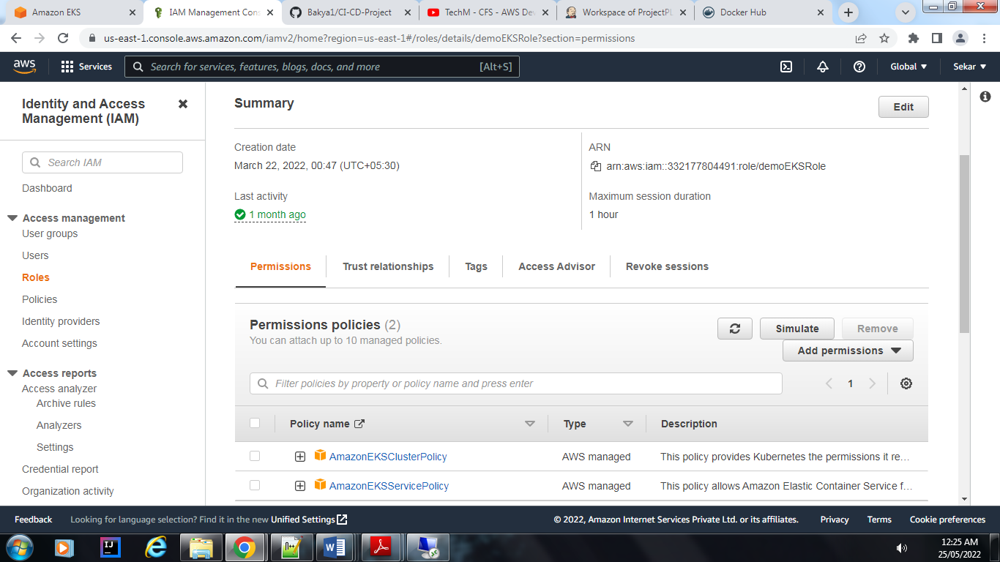 Amazon EKS
IAM Management Cons
Bakya1/CI-CD-Project
TechM - CFS - AWS Dev
Workspace of ProjectPL
Docker Hub
us-east-1.console.aws.amazon.com/iamv2/home?region=us-east-1#/roles/details/demoEKSRole?section=permissions
aws
Services
Search for services, features, blogs, docs, and more
[Alt+S]
Global
Sekar
Identity and Access
Management (IAM)
Search IAM
Dashboard
Access management
User groups
Users
Roles
Policies
Identity providers
Account settings
Access reports
Access analyzer
Archive rules
Analyzers
Settings
Credential report
Organization activity
Summary
Edit
Creation date
March 22, 2022, 00:47 (UTC+05:30)
ARN
arn:aws:iam::332177804491:role/demoEKSRole
Last activity
1 month ago
Maximum session duration
1 hour
Permissions
Trust relationships
Tags
Access Advisor
Revoke sessions
Permissions policies (2)
You can attach up to 10 managed policies.
Simulate
Remove
Add permissions
Filter policies by property or policy name and press enter
1
Policy name
Type
Description
AmazonEKSClusterPolicy
AWS managed
This policy provides Kubernetes the permissions it re…
AmazonEKSServicePolicy
AWS managed
This policy allows Amazon Elastic Container Service f…
Feedback
Looking for language selection? Find it in the new Unified Settings
© 2022, Amazon Internet Services Private Ltd. or its affiliates.
Privacy
Terms
Cookie preferences
12:25 AM
25/05/2022